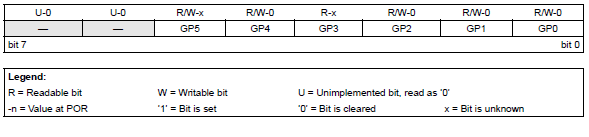 U-0 U-0 R/W-x R/W-0 R-x R/W-0 R/W-0 R/W-0
— — GP5 GP4 GP3 GP2 GP1 GP0
bit 7 bit 0
Legend:
R = Readable bit W = Writable bit U = Unimplemented bit, read as '0'
-n = Value at POR '1' = Bit is set '0' = Bit is cleared x = Bit is unknown